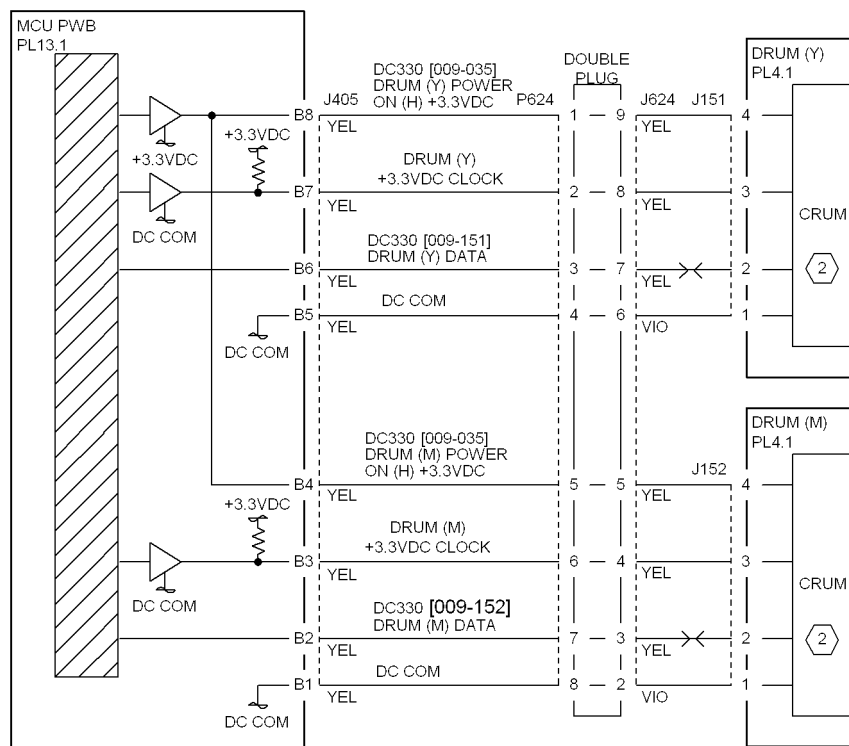 MCU PWB
PL13.1
DOUBLE
PLUG
DRUM (Y)
PL4.1
DC330 [009-035]
DRUM (Y) POWER
ON (H) +3.3VDC
J405
P624
J624
J151
B8
YEL
1
9
YEL
4
+3.3VDC
+3.3VDC
DRUM (Y)
+3.3VDC CLOCK
B7
YEL
2
8
YEL
3
CRUM
DC COM
DC330 [009-151]
DRUM (Y) DATA
B6
YEL
3
7
YEL
2
2
DC COM
B5
YEL
4
6
VIO
1
DC COM
DRUM (M)
PL4.1
DC330 [009-035]
DRUM (M) POWER
ON (H) +3.3VDC
J152
B4
YEL
5
5
YEL
4
+3.3VDC
DRUM (M)
+3.3VDC CLOCK
B3
YEL
6
4
YEL
3
CRUM
DC COM
DC330 [009-152]
DRUM (M) DATA
B2
YEL
7
3
YEL
2
2
DC COM
B1
YEL
8
2
VIO
1
DC COM